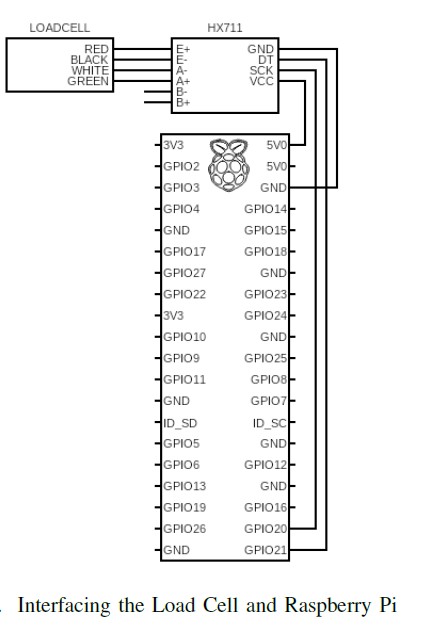 LOADCELL HX711
RED E+ GND
BLACK E- DT
WHITE A- SCK
GREEN A+ VCC
B-
B+
3V3 5V0
GPIO2 5V0
GPIO3 GND
GPIO4 GPIO14
GND GPIO15
GPIO17 GPIO18
GPIO27 GND
GPIO22 GPIO23
3V3 GPIO24
GPIO10 GND
GPIO9 GPIO25
GPIO11 GPIO8
GND GPIO7
ID_SD ID_SC
GPIO5 GND
GPIO6 GPIO12
GPIO13 GND
GPIO19 GPIO16
GPIO26 GPIO20
GND GPIO21
. Interfacing the Load Cell and Raspberry Pi